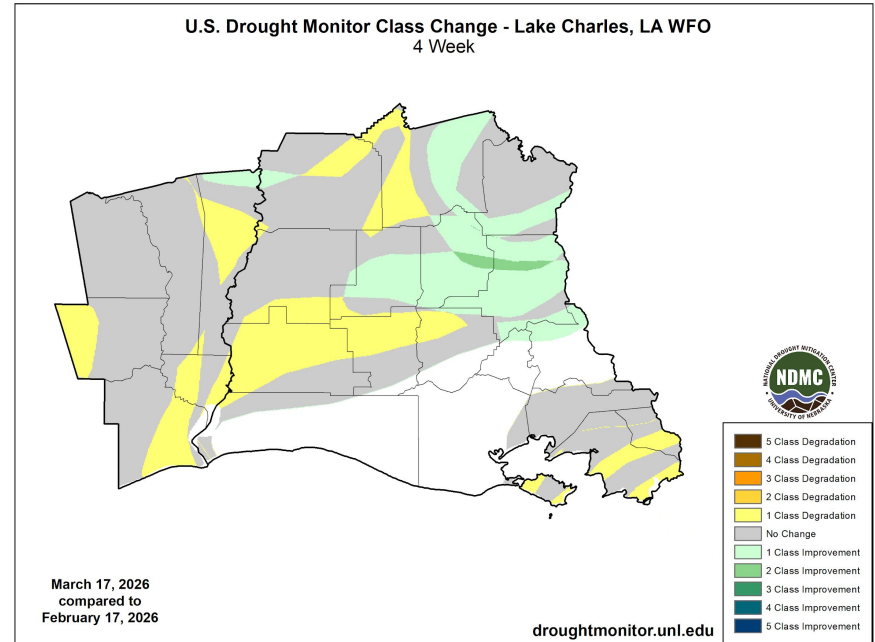 U.S. Drought Monitor Class Change - Lake Charles, LA WFO
4 Week
NATIONAL DROUGHT MITIGATION CENTER
NDMC
UNIVERSITY OF NEBRASKA
5 Class Degradation
4 Class Degradation
3 Class Degradation
2 Class Degradation
1 Class Degradation
No Change
1 Class Improvement
2 Class Improvement
3 Class Improvement
4 Class Improvement
5 Class Improvement
March 17, 2026
compared to
February 17, 2026
droughtmonitor.unl.edu